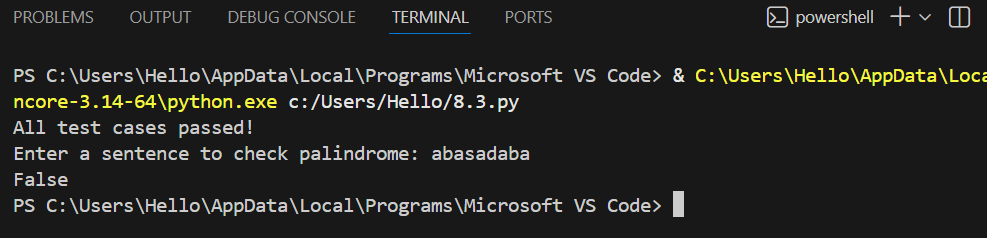 PROBLEMS OUTPUT DEBUG CONSOLE TERMINAL PORTS powershell
PS C:\Users\Hello\AppData\Local\Programs\Microsoft VS Code> & C:\Users\Hello\AppData\Loca
ncore-3.14-64\python.exe c:/Users/Hello/8.3.py
All test cases passed!
Enter a sentence to check palindrome: abasadaba
False
PS C:\Users\Hello\AppData\Local\Programs\Microsoft VS Code>